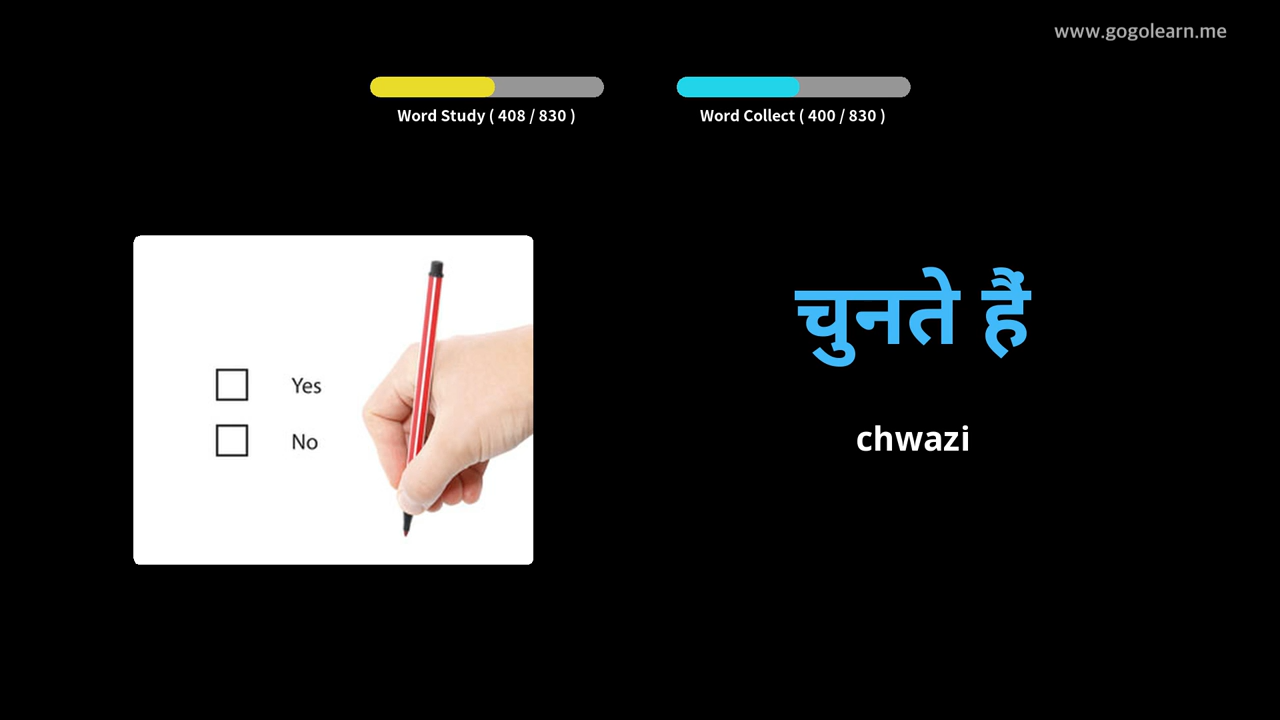 www.gogolearn.me
Word Study ( 408 / 830 )
Word Collect ( 400 / 830 )
Yes
No
चुनते हैं
chwazi